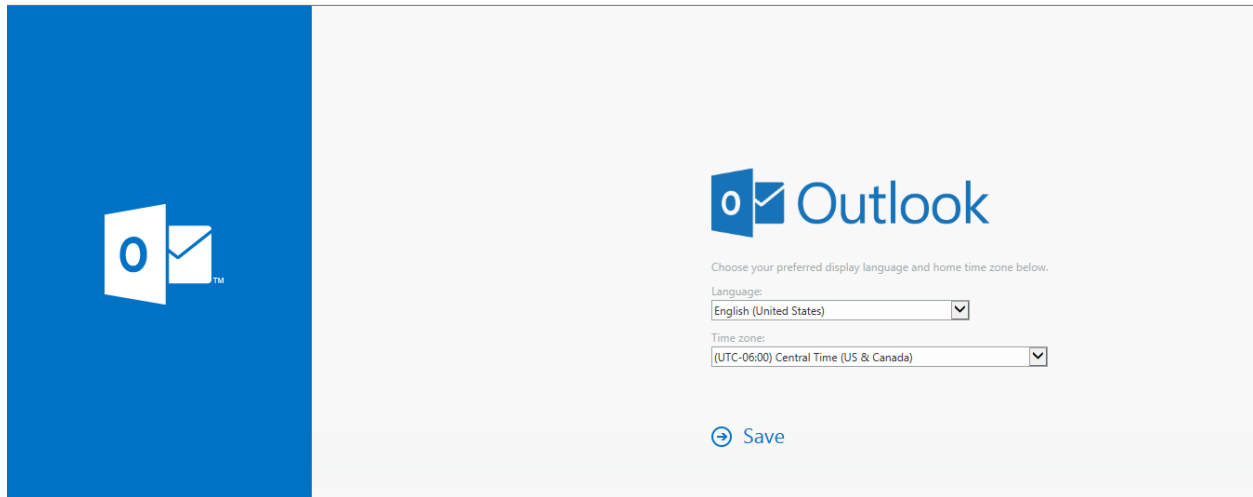 O
TM
O Outlook
Choose your preferred display language and home time zone below.
Language:
English (United States)
Time zone:
(UTC-06:00) Central Time (US & Canada)
Save